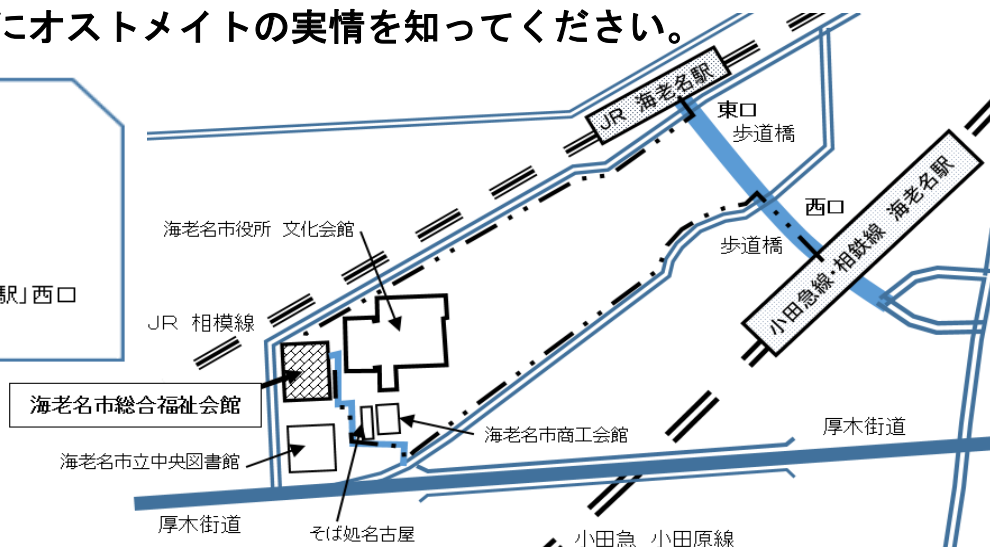 にオストメイトの実情を知ってください。
JR 海老名駅
東口
歩道橋
西口
歩道橋
小田急線・相鉄線 海老名駅
海老名市役所 文化会館
駅」西口
JR 相模線
海老名市総合福祉会館
海老名市商工会館
厚木街道
海老名市立中央図書館
厚木街道
そば処名古屋
小田急 小田原線